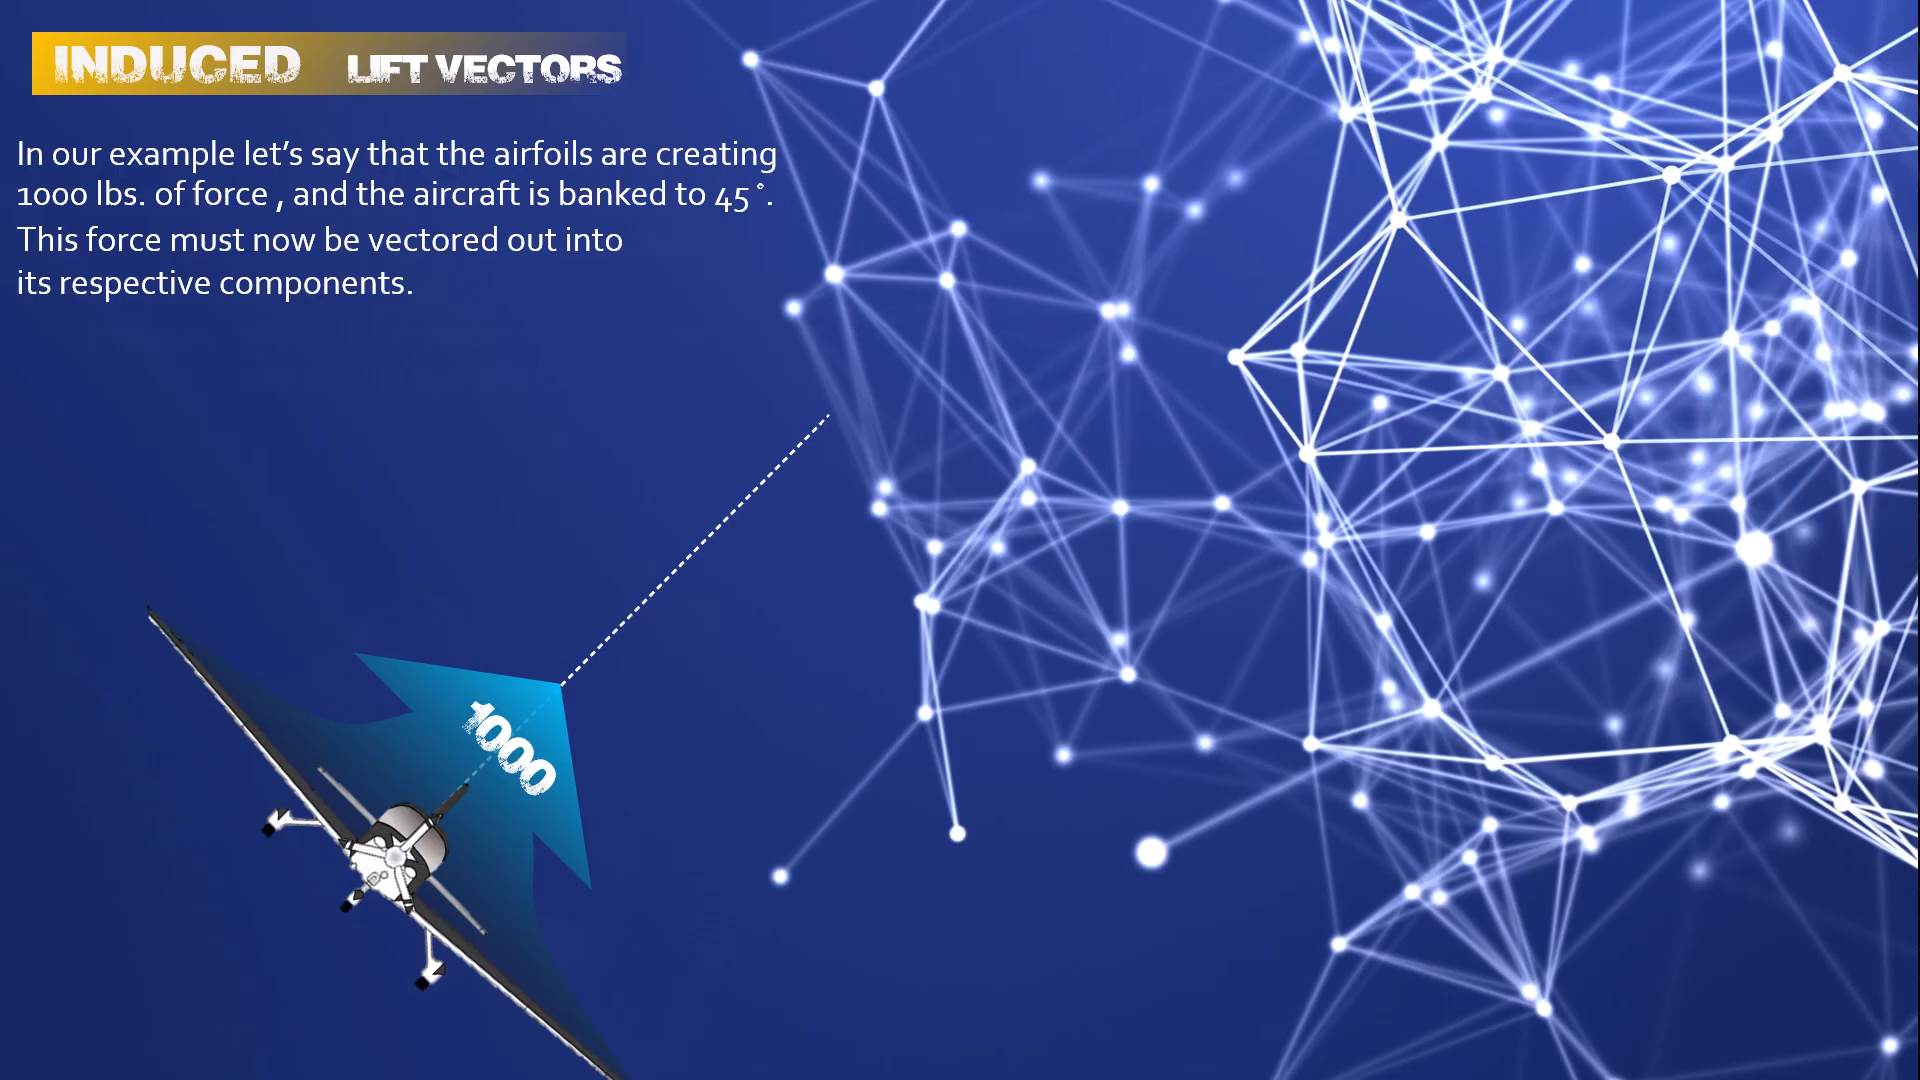 INDUCED LIFT VECTORS
In our example let’s say that the airfoils are creating
1000 lbs. of force , and the aircraft is banked to 45°.
This force must now be vectored out into
its respective components.
1000